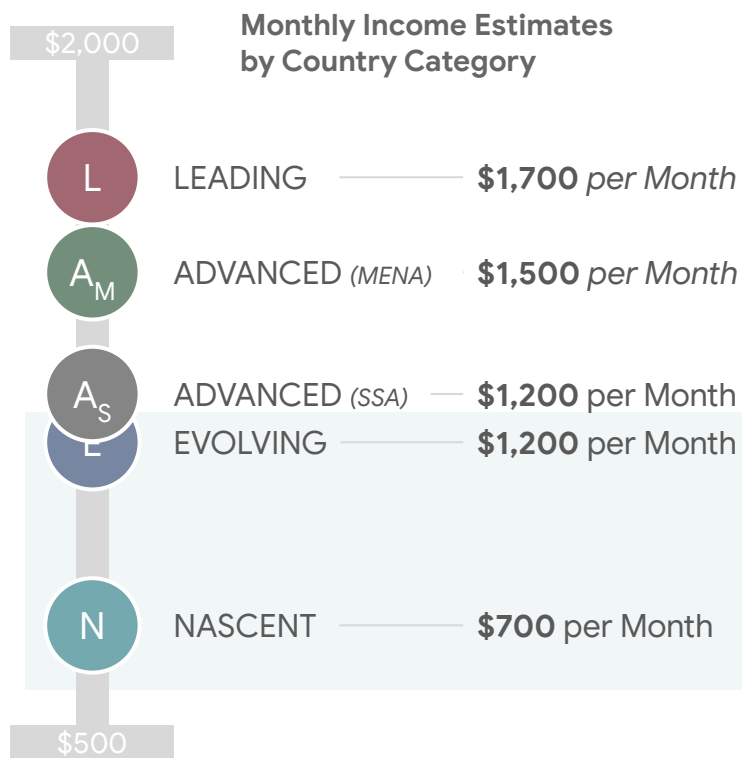 Monthly Income Estimates
by Country Category
$2,000
L LEADING $1,700 per Month
AM ADVANCED (MENA) $1,500 per Month
AS ADVANCED (SSA) $1,200 per Month
E EVOLVING $1,200 per Month
N NASCENT $700 per Month
$500